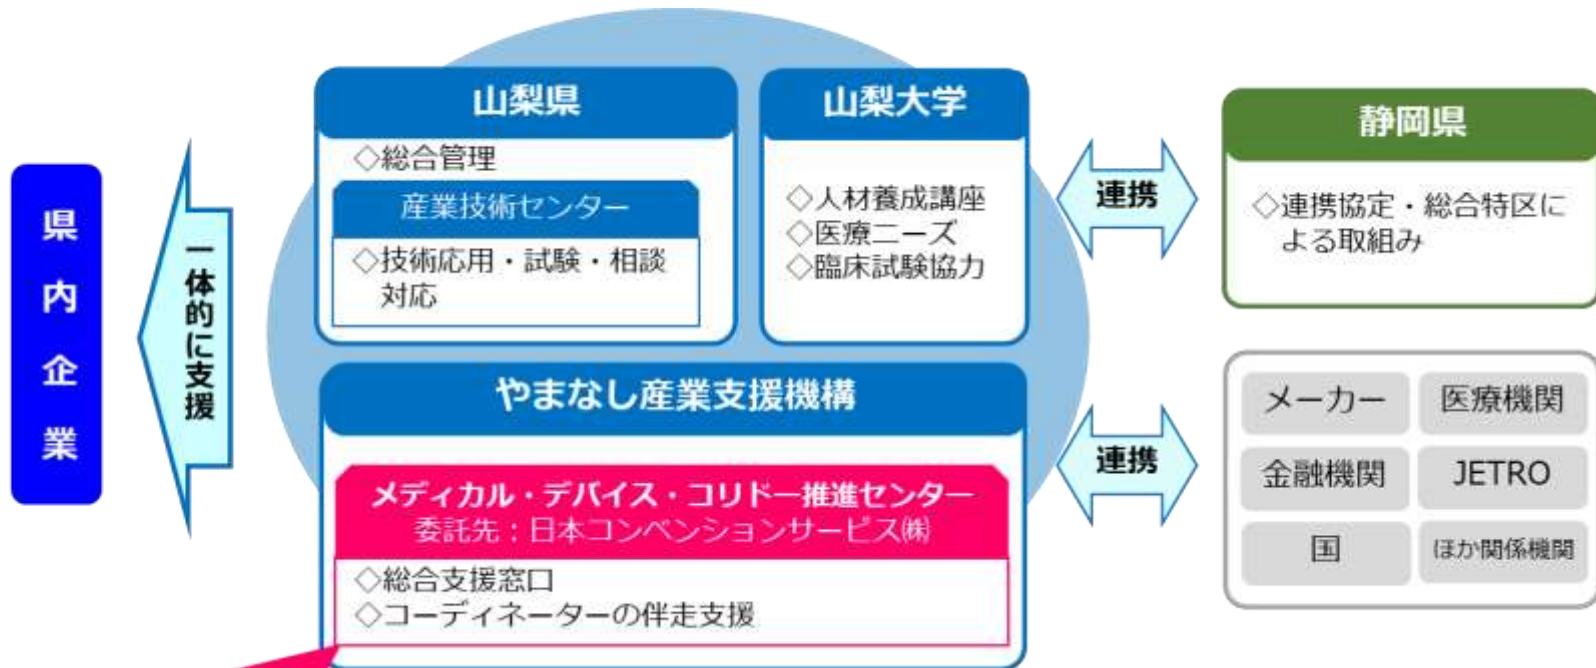 県内企業
一体的に支援
山梨県
◇総合管理
産業技術センター
◇技術応用・試験・相談
対応
山梨大学
◇人材養成講座
◇医療ニーズ
◇臨床試験協力
やまなし産業支援機構
メディカル・デバイス・コリドー推進センター
委託先：日本コンベンションサービス㈱
◇総合支援窓口
◇コーディネーターの伴走支援
連携
静岡県
◇連携協定・総合特区に
よる取組み
連携
メーカー
医療機関
金融機関
JETRO
国
ほか関係機関